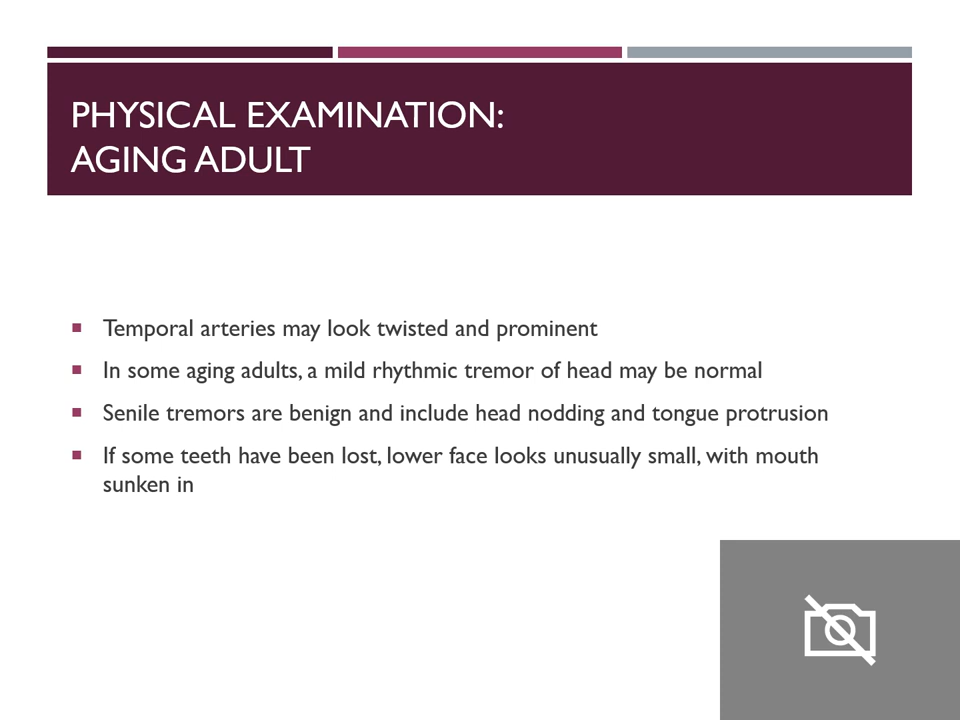 PHYSICAL EXAMINATION:
AGING ADULT
Temporal arteries may look twisted and prominent
In some aging adults, a mild rhythmic tremor of head may be normal
Senile tremors are benign and include head nodding and tongue protrusion
If some teeth have been lost, lower face looks unusually small, with mouth
sunken in